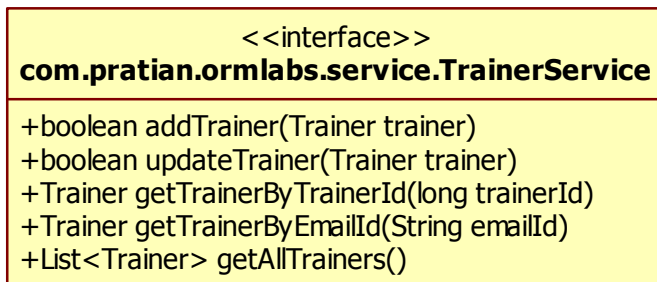 <<interface>>
com.pratian.ormlabs.service.TrainerService
+boolean addTrainer(Trainer trainer)
+boolean updateTrainer(Trainer trainer)
+Trainer getTrainerByTrainerId(long trainerId)
+Trainer getTrainerByEmailId(String emailId)
+List<Trainer> getAllTrainers()